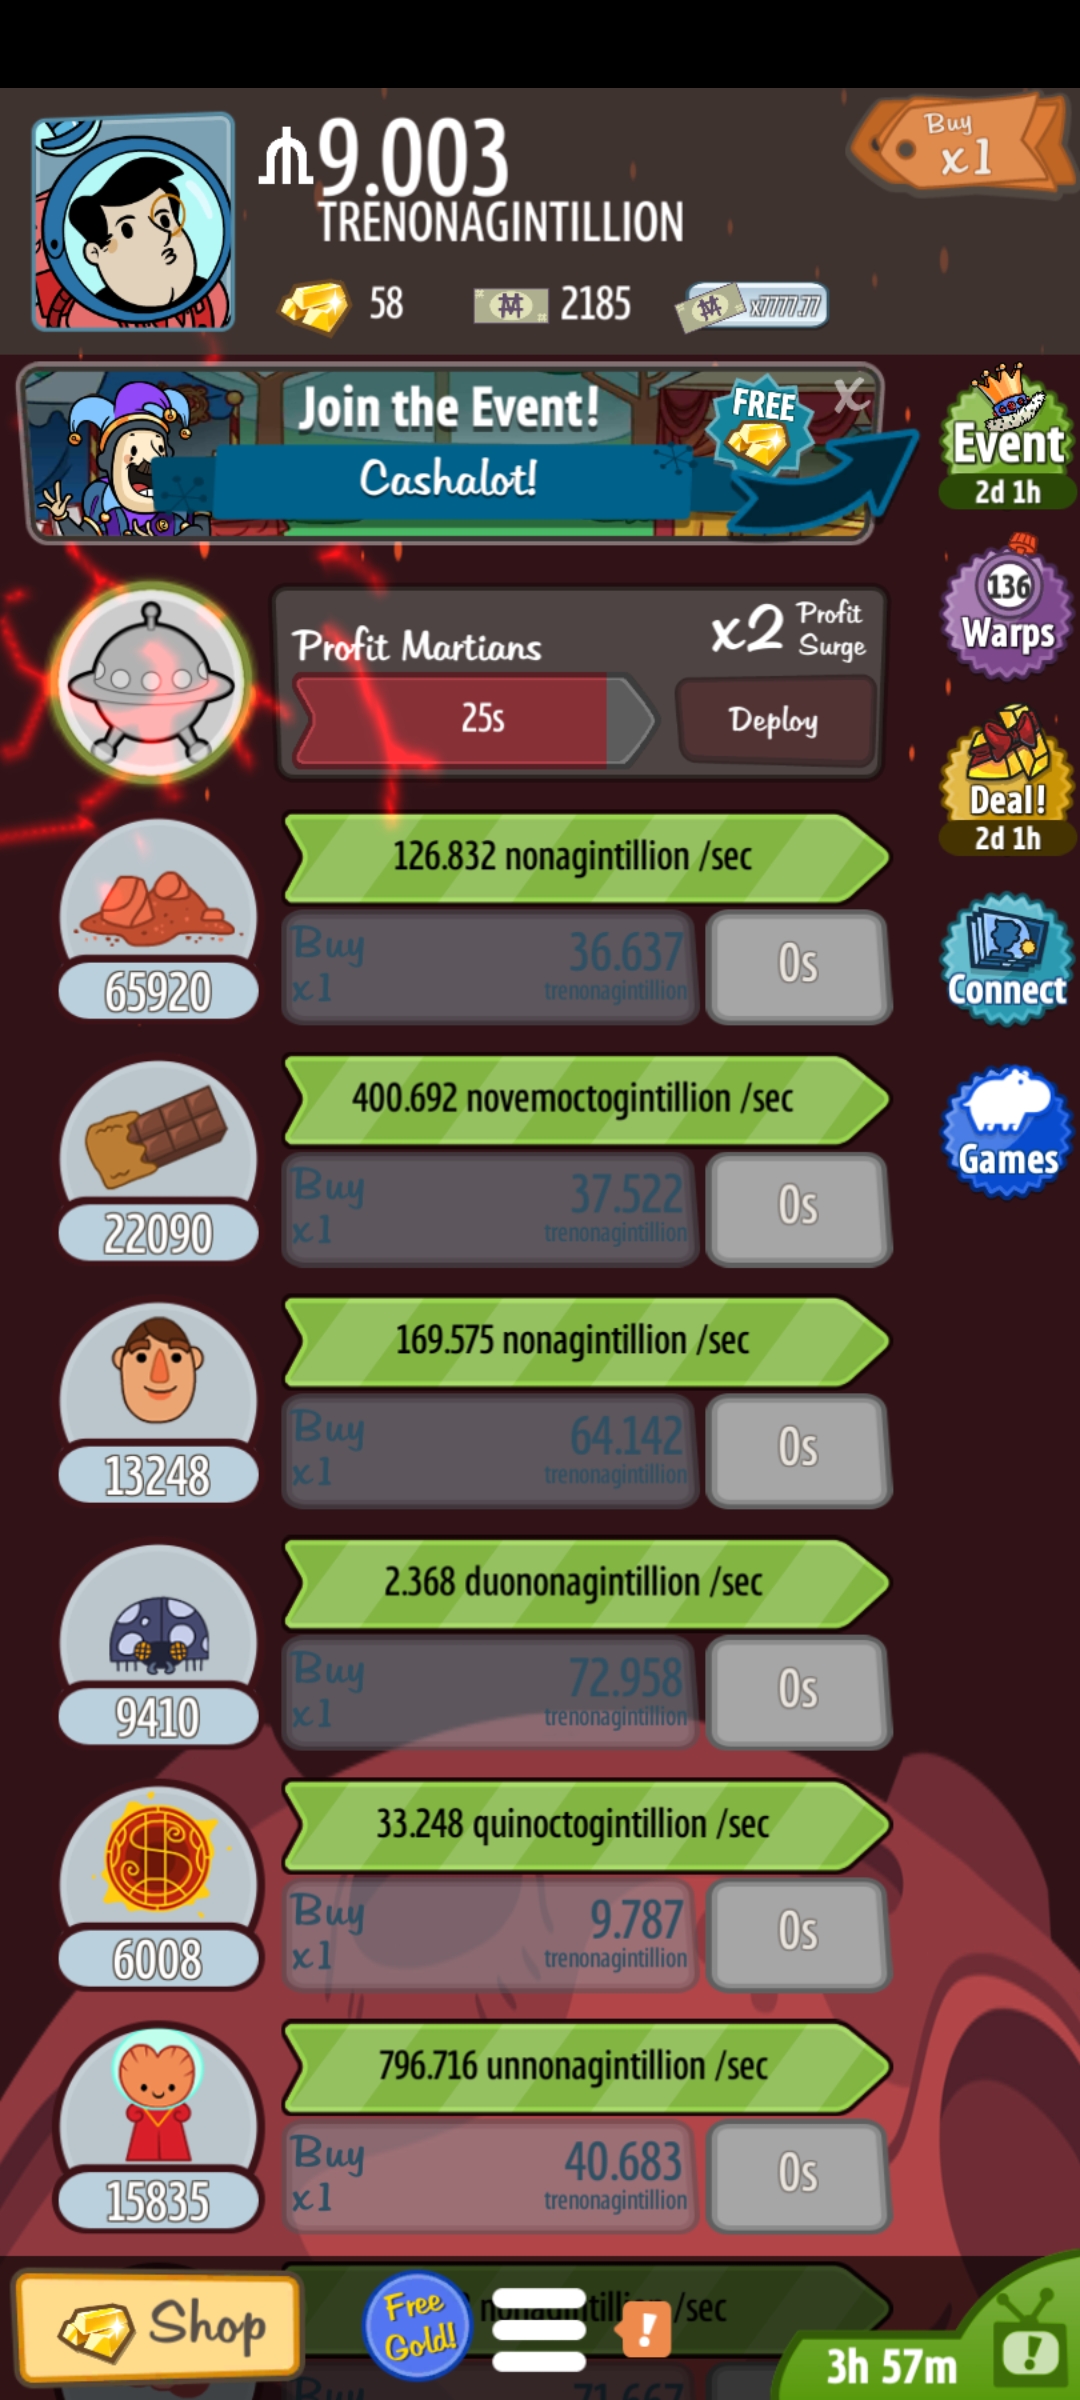 9.003
TRENONAGINTILLION
Buy
x1
58
2185
x7777.77
Join the Event!
Cashalot!
FREE
X
Event
2d 1h
136
Warps
Deal!
2d 1h
Connect
Games
Profit Martians
x2 Profit
Surge
25s
Deploy
126.832 nonagintillion /sec
65920
Buy
x1
36.637
trenonagintillion
0s
400.692 novemoctogintillion /sec
22090
Buy
x1
37.522
trenonagintillion
0s
169.575 nonagintillion /sec
13248
Buy
x1
64.142
trenonagintillion
0s
2.368 duononagintillion /sec
9410
Buy
x1
72.958
trenonagintillion
0s
33.248 quinoctogintillion /sec
6008
Buy
x1
9.787
trenonagintillion
0s
796.716 unnonagintillion /sec
15835
Buy
x1
40.683
trenonagintillion
0s
Shop
Free
Gold!
/sec
!
3h 57m
!
Buy
71.667